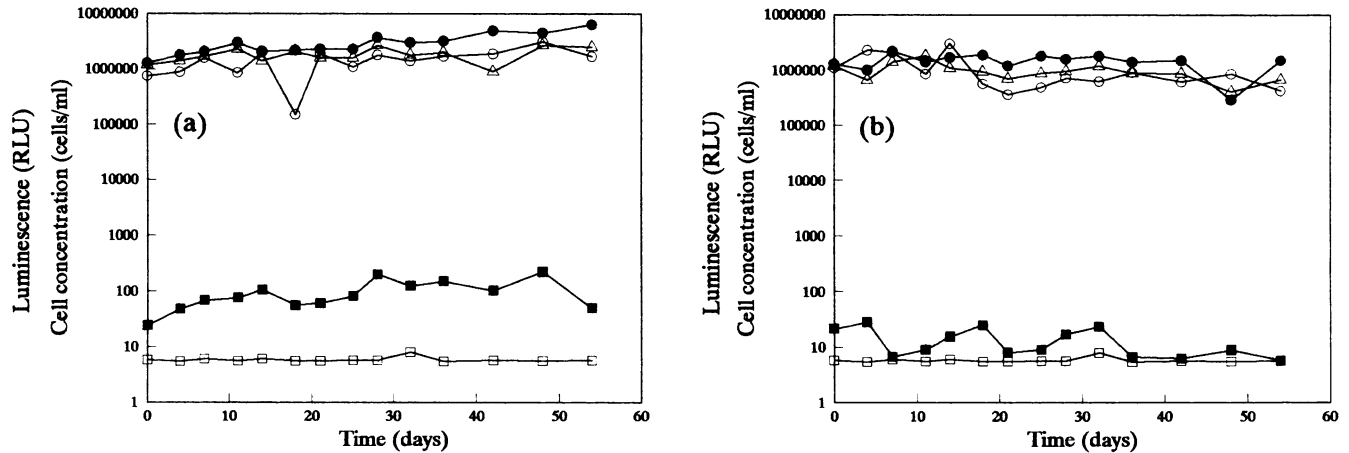 10000000
1000000
100000
10000
1000
100
10
1
Luminescence (RLU)
Cell concentration (cells/ml)
(a)
0 10 20 30 40 50 60
Time (days)
10000000
1000000
100000
10000
1000
100
10
1
Luminescence (RLU)
Cell concentration (cells/ml)
(b)
0 10 20 30 40 50 60
Time (days)